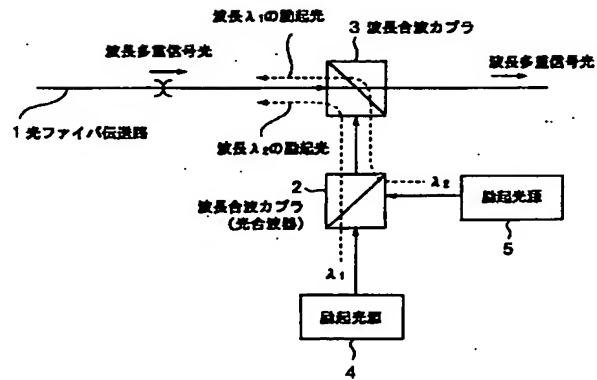 波長λ1の励起光
3 波長合波カプラ
波長多重信号光
波長多重信号光
1 光ファイバ伝送路
波長λ2の励起光
2
波長合波カプラ
(光合波器)
λ2
励起光源
5
λ1
励起光源
4